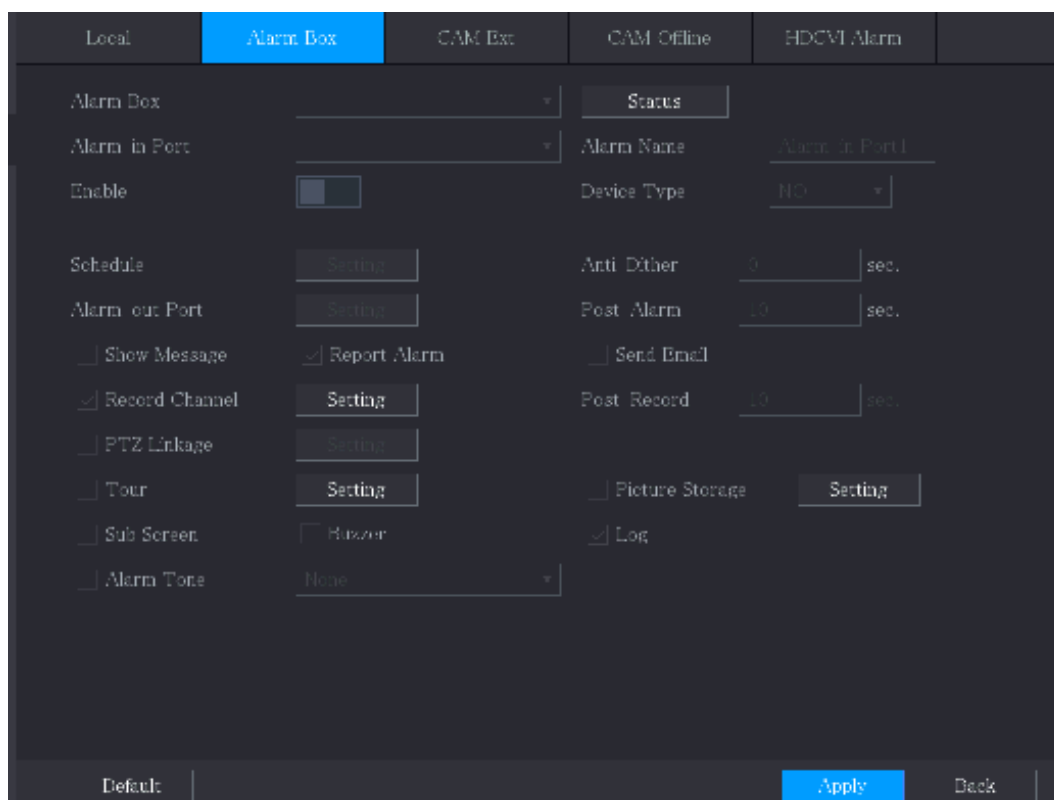 Local Alarm Box CAM Ext CAM Offline HDCVI Alarm
Alarm Box Status
Alarm in Port Alarm Name Alarm in Port1
Enable Device Type NO
Schedule Setting Anti Dither 0 sec.
Alarm out Port Setting Post Alarm 10 sec.
Show Message Report Alarm Send Email
Record Channel Setting Post Record 10 sec.
PTZ Linkage Setting
Tour Setting Picture Storage Setting
Sub Screen Buzzer Log
Alarm Tone None
Default Apply Back